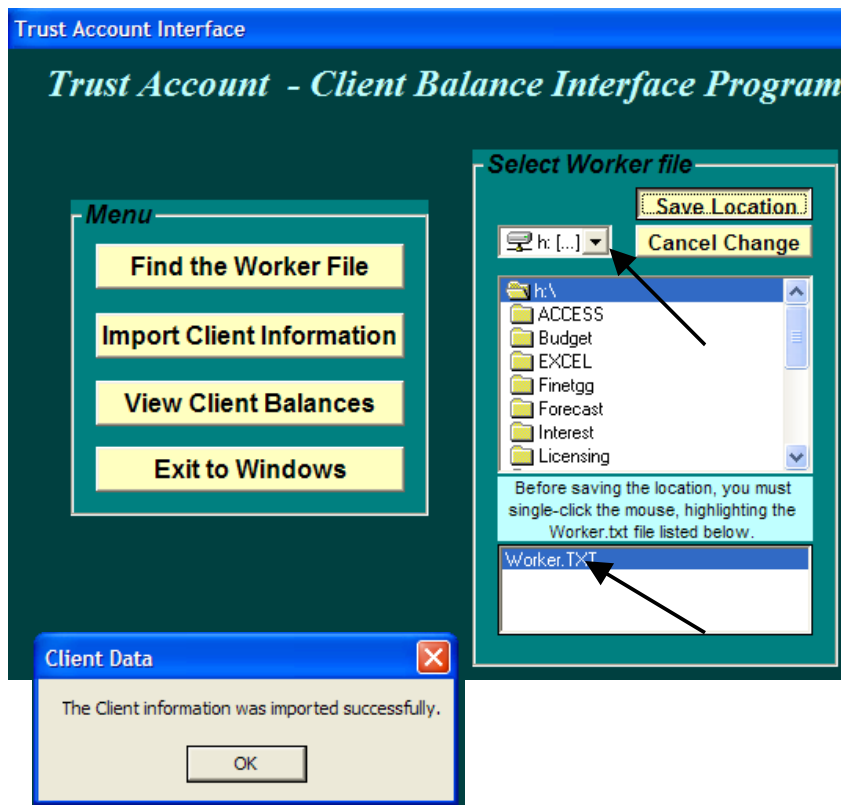 Trust Account Interface
Trust Account - Client Balance Interface Program
Menu
Find the Worker File
Import Client Information
View Client Balances
Exit to Windows
Select Worker file
Save Location
h: [...]
Cancel Change
h:\
ACCESS
Budget
EXCEL
Finetgg
Forecast
Interest
Licensing
Before saving the location, you must
single-click the mouse, highlighting the
Worker.txt file listed below.
Worker.TXT
Client Data
The Client information was imported successfully.
OK